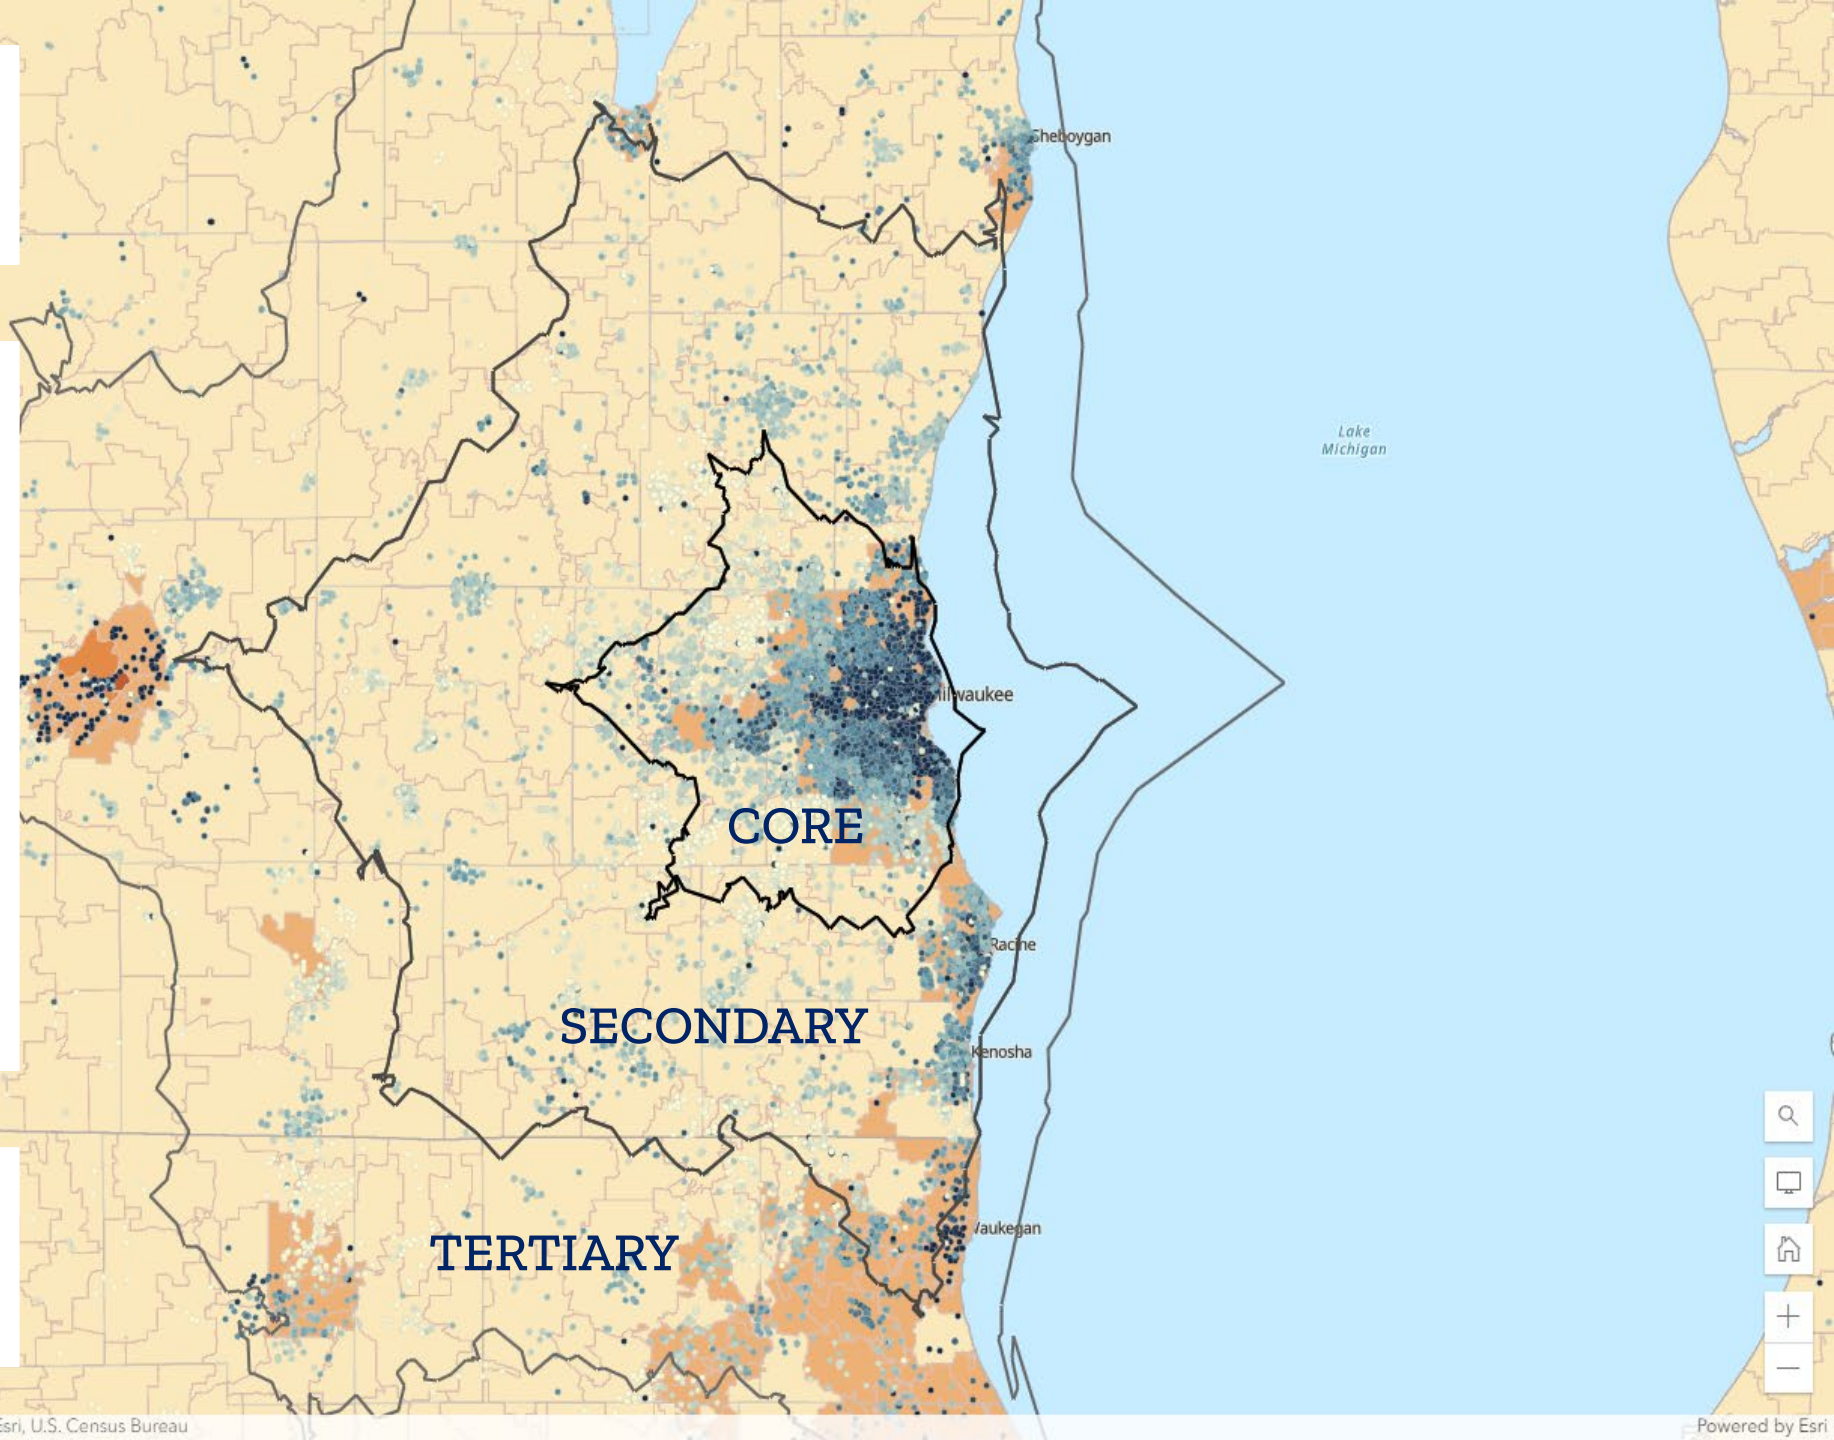 Sheboygan
Lake
Michigan
Milwaukee
CORE
Racine
SECONDARY
Kenosha
Waukegan
TERTIARY
Esri, U.S. Census Bureau
Powered by Esri